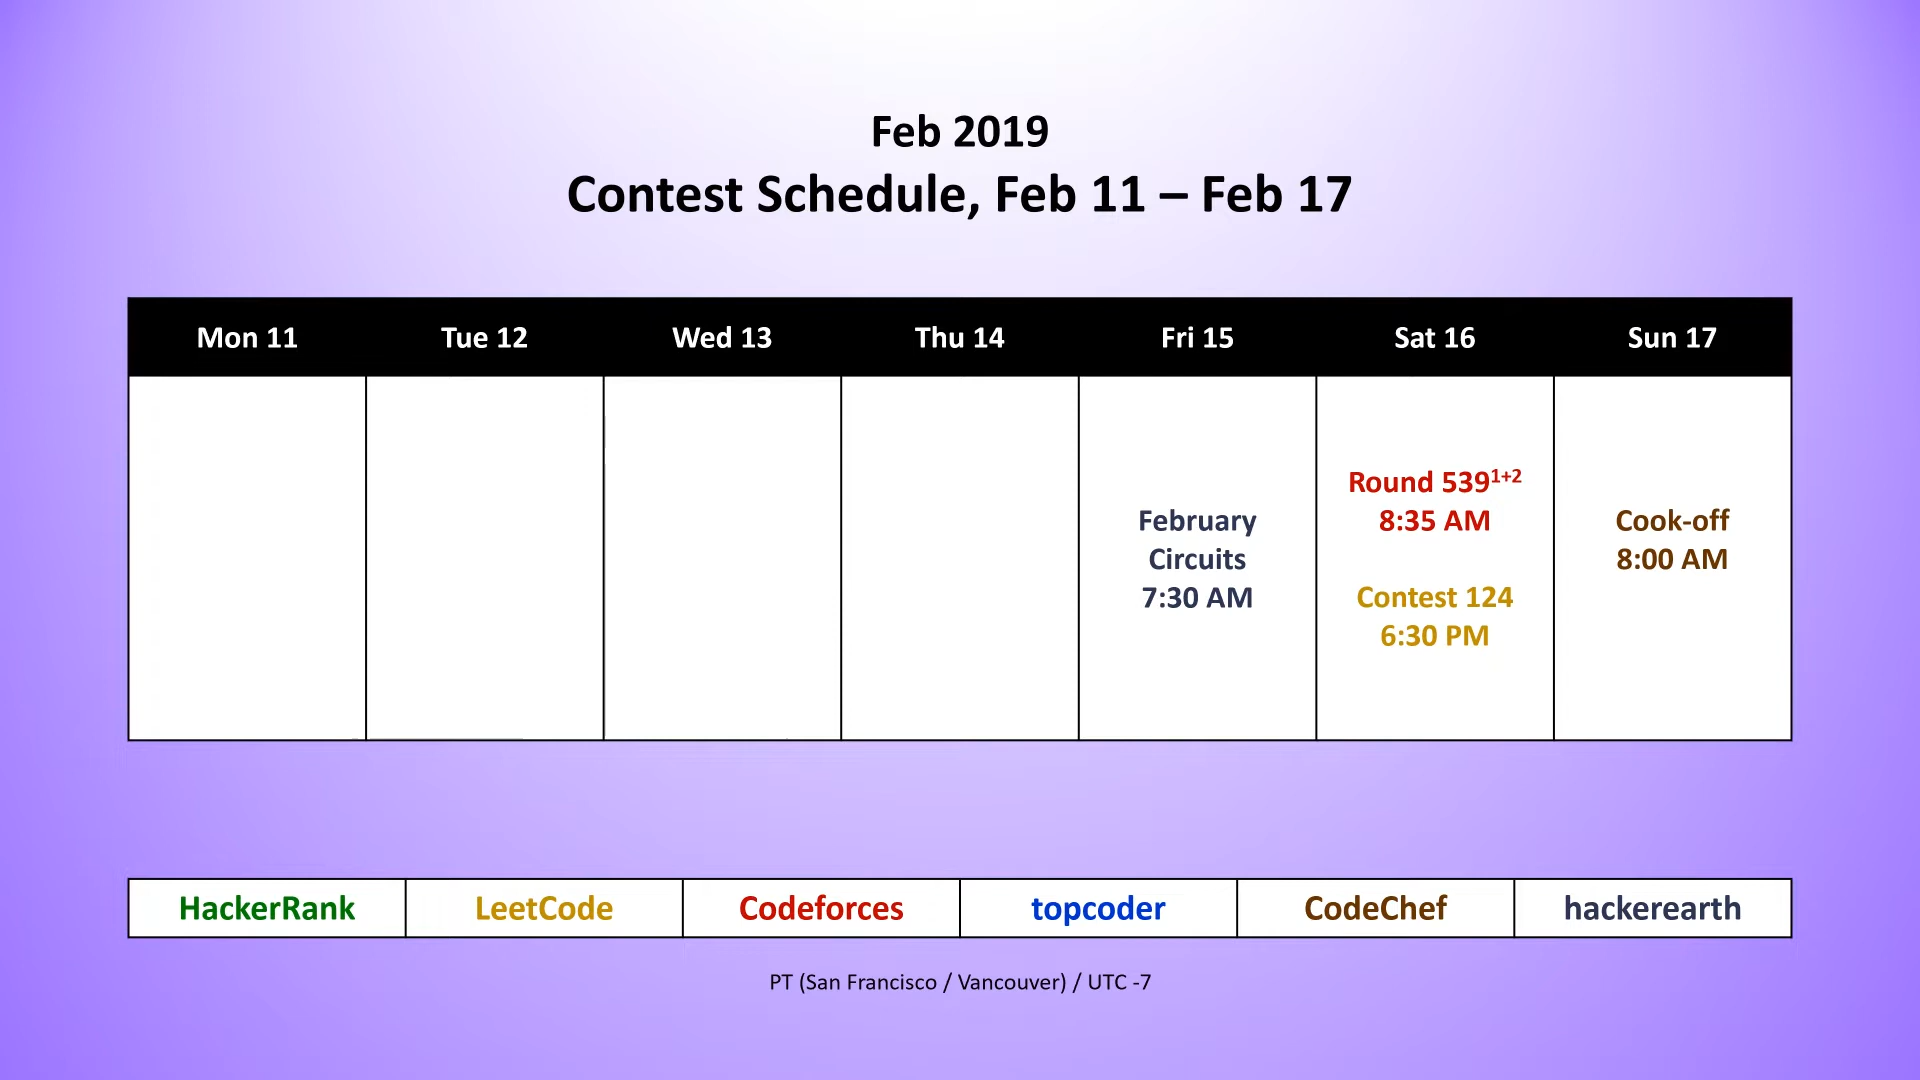 Feb 2019
Contest Schedule, Feb 11 – Feb 17
Mon 11 Tue 12 Wed 13 Thu 14 Fri 15 Sat 16 Sun 17
February
Circuits
7:30 AM
Round 539¹⁺²
8:35 AM
Contest 124
6:30 PM
Cook-off
8:00 AM
HackerRank LeetCode Codeforces topcoder CodeChef hackerearth
PT (San Francisco / Vancouver) / UTC -7